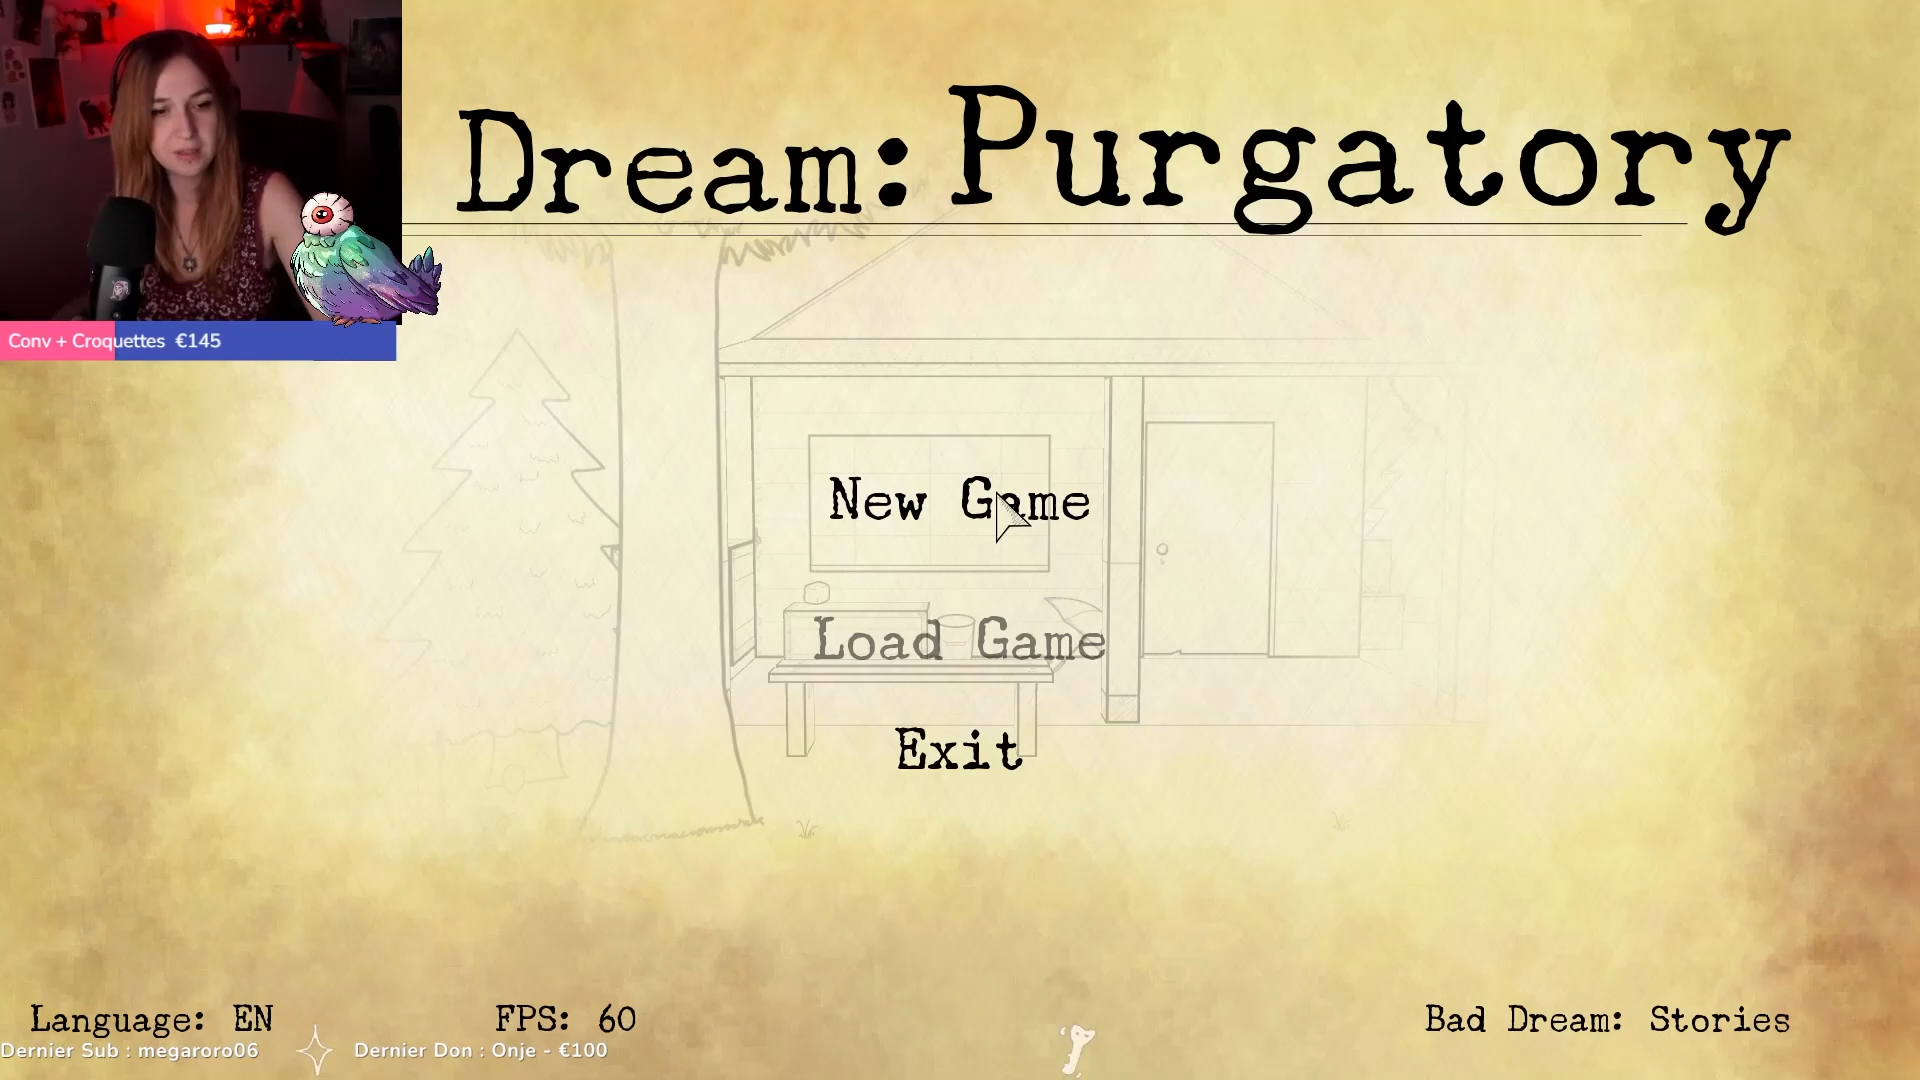 Dream: Purgatory
Conv + Croquettes €145
New Game
Load Game
Exit
Language: EN
FPS: 60
Bad Dream: Stories
Dernier Sub : megaroro06
Dernier Don : Onje - €100